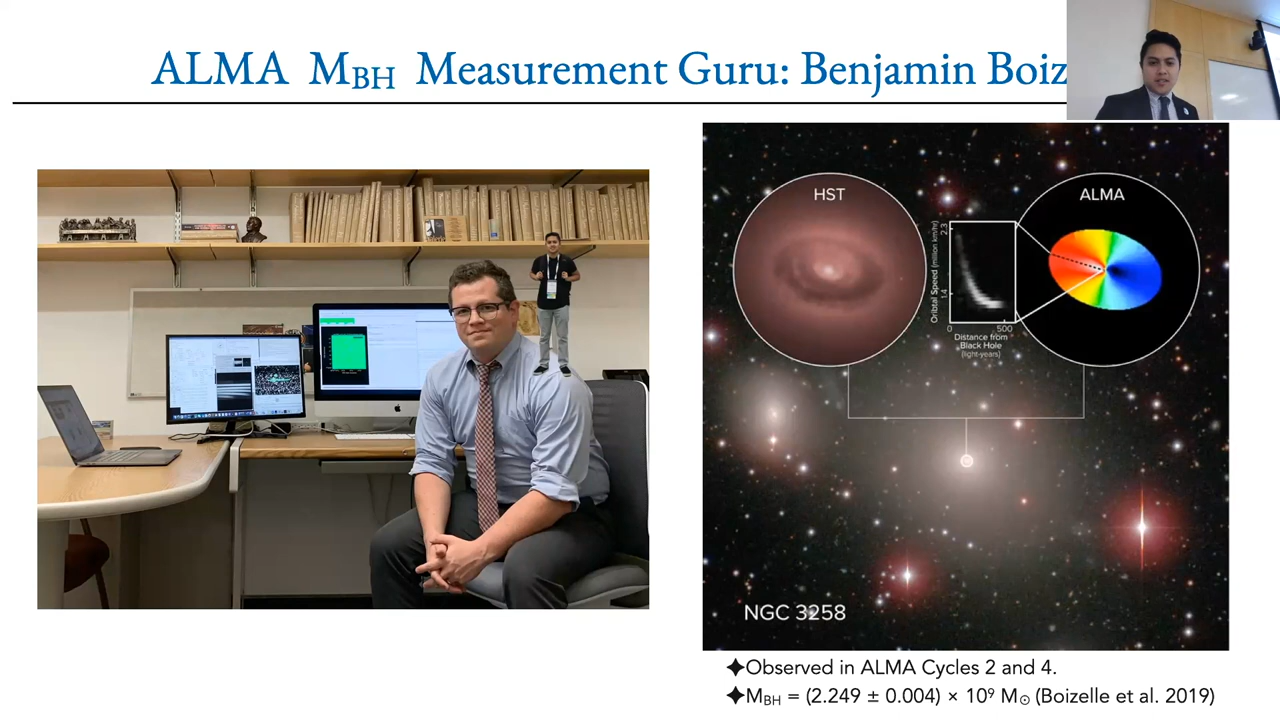 ALMA MBH Measurement Guru: Benjamin Boiz
HST
ALMA
Oribtal Speed (million km/hr)
2.3
1.4
0
500
Distance from
Black Hole
(light-years)
NGC 3258
✦Observed in ALMA Cycles 2 and 4.
✦MBH = (2.249 ± 0.004) × 10⁹ M☉ (Boizelle et al. 2019)